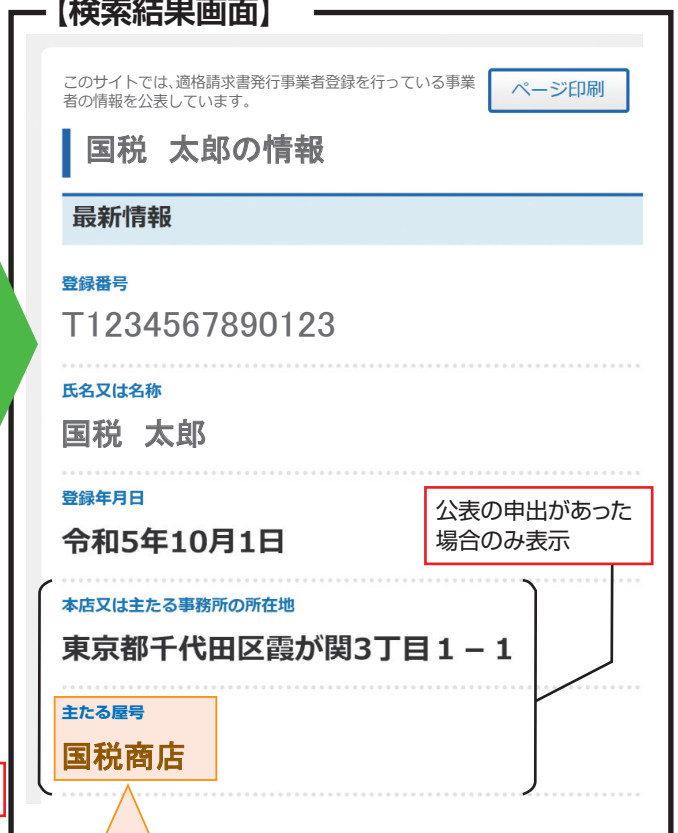 【検索結果画面】
このサイトでは、適格請求書発行事業者登録を行っている事業
者の情報を公表しています。
ページ印刷
国税 太郎の情報
最新情報
登録番号
T1234567890123
氏名又は名称
国税 太郎
登録年月日
令和5年10月1日
公表の申出があった
場合のみ表示
本店又は主たる事務所の所在地
東京都千代田区霞が関3丁目1-1
主たる屋号
国税商店